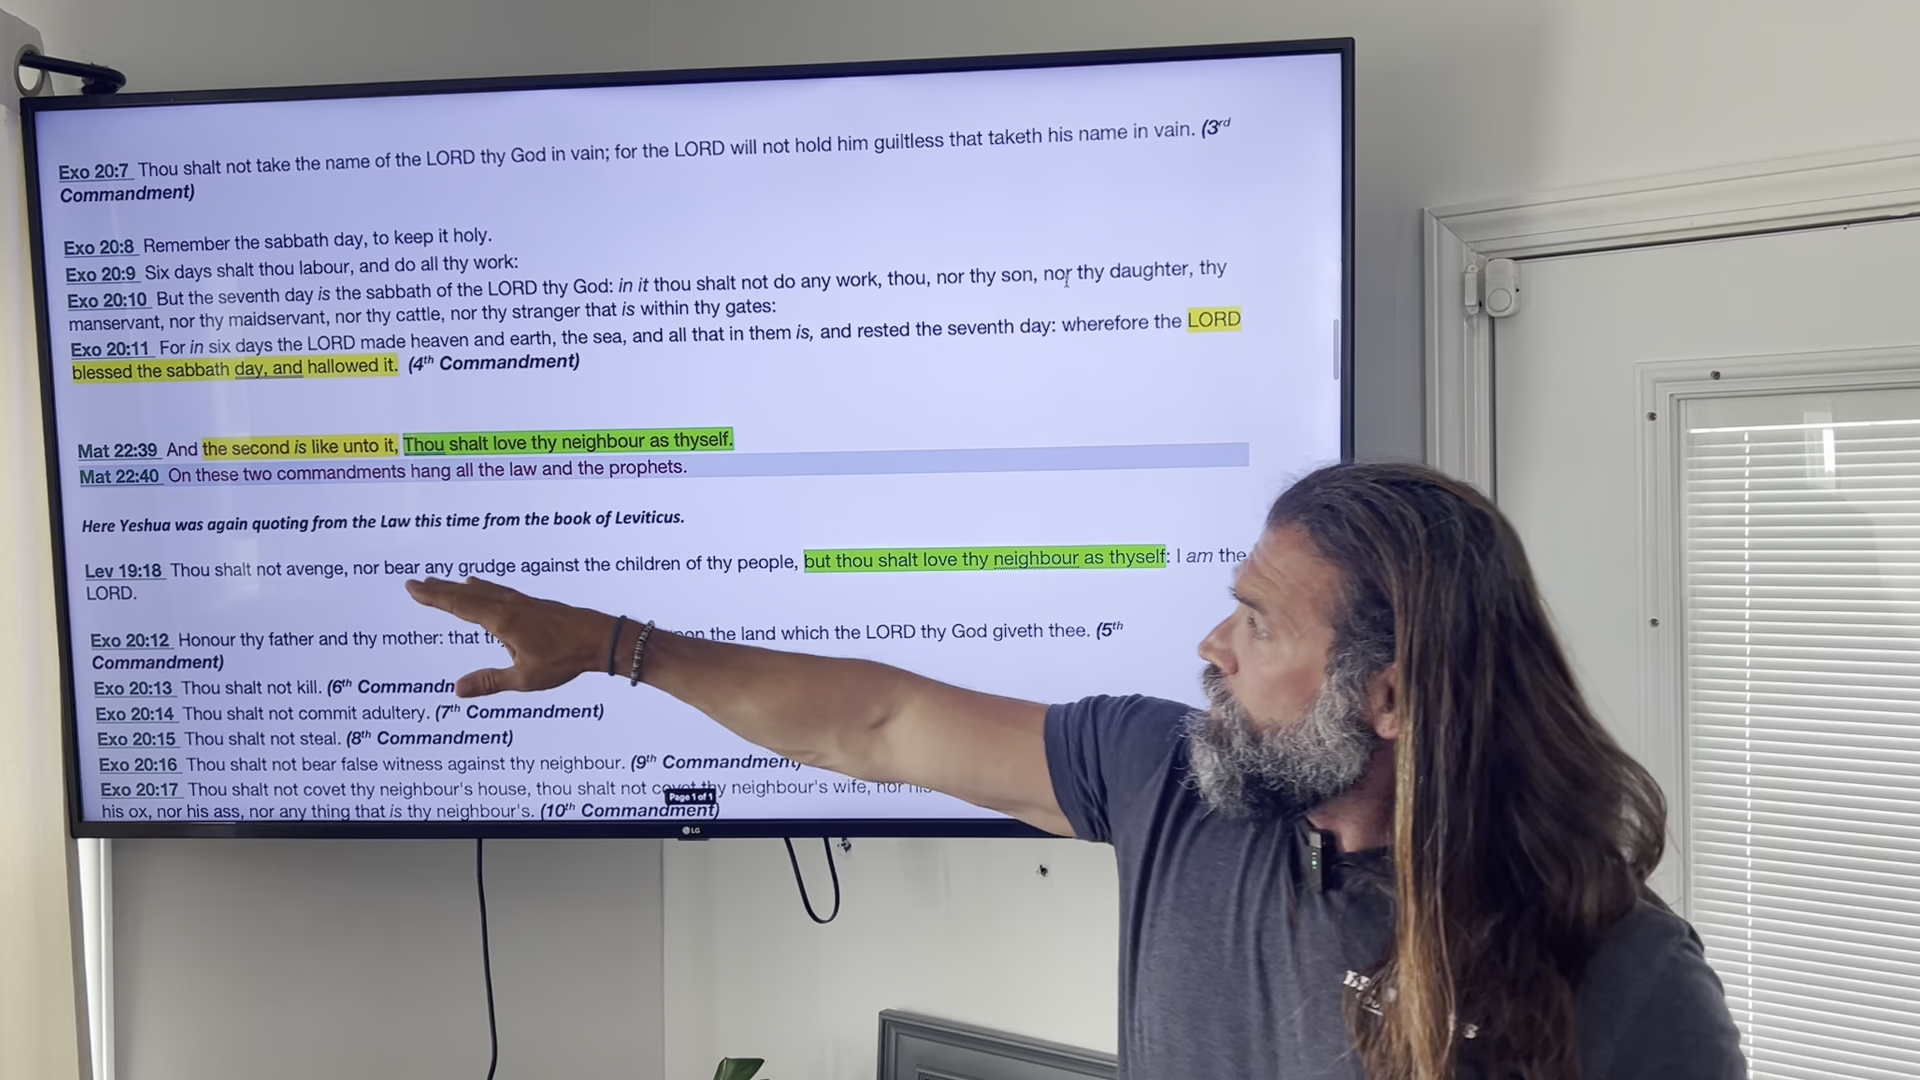 Exo 20:7 Thou shalt not take the name of the LORD thy God in vain; for the LORD will not hold him guiltless that taketh his name in vain. (3rd
Commandment)
Exo 20:8 Remember the sabbath day, to keep it holy.
Exo 20:9 Six days shalt thou labour, and do all thy work:
Exo 20:10 But the seventh day is the sabbath of the LORD thy God: in it thou shalt not do any work, thou, nor thy son, nor thy daughter, thy
manservant, nor thy maidservant, nor thy cattle, nor thy stranger that is within thy gates:
Exo 20:11 For in six days the LORD made heaven and earth, the sea, and all that in them is, and rested the seventh day: wherefore the LORD
blessed the sabbath day, and hallowed it. (4th Commandment)
Mat 22:39 And the second is like unto it, Thou shalt love thy neighbour as thyself.
Mat 22:40 On these two commandments hang all the law and the prophets.
Here Yeshua was again quoting from the Law this time from the book of Leviticus.
Lev 19:18 Thou shalt not avenge, nor bear any grudge against the children of thy people, but thou shalt love thy neighbour as thyself: I am the
LORD.
Exo 20:12 Honour thy father and thy mother: that the land which the LORD thy God giveth thee. (5th
Commandment)
Exo 20:13 Thou shalt not kill. (6th
Exo 20:14 Thou shalt not commit adultery. (7th Commandment)
Exo 20:15 Thou shalt not steal. (8th Commandment)
Exo 20:16 Thou shalt not bear false witness against thy neighbour. (9th Commandment)
Exo 20:17 Thou shalt not covet thy neighbour's house, thou shalt not covet thy neighbour's wife, nor his
his ox, nor his ass, nor any thing that is thy neighbour's. (10th Commandment)
Page 1 of 1
LG